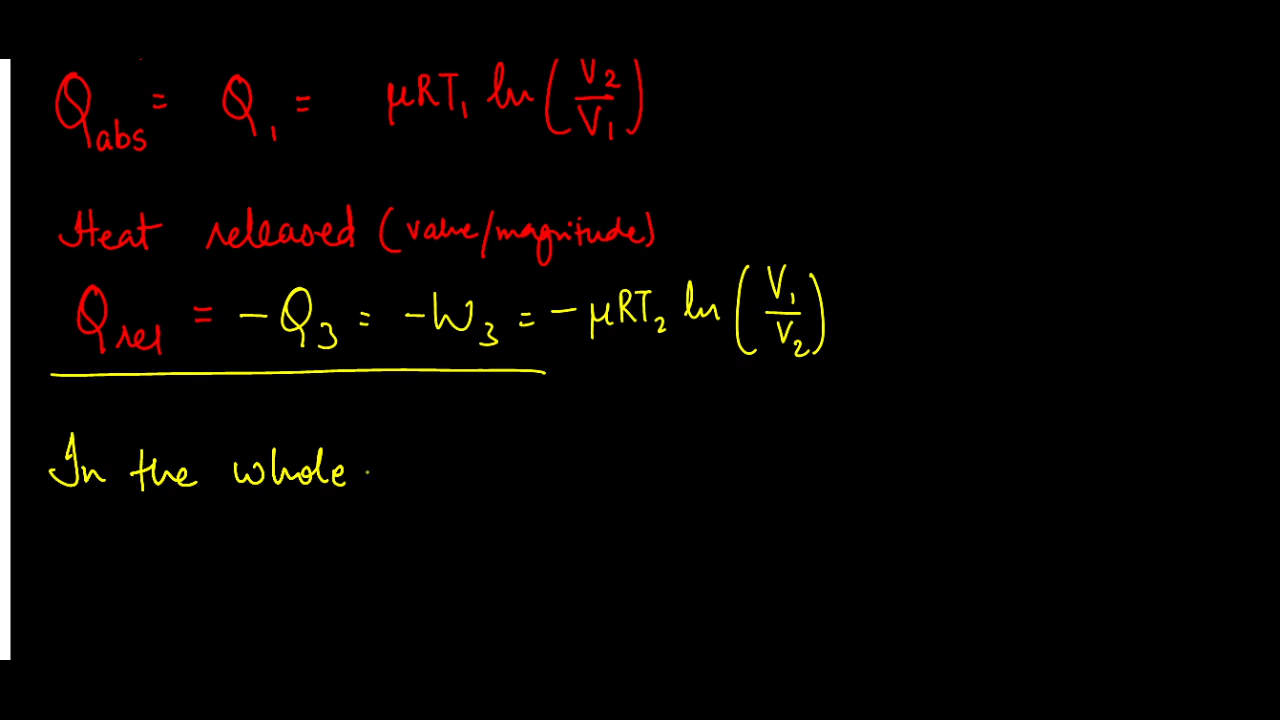 Q_abs = Q_1 = μRT_1 ln(V_2/V_1)
Heat released (value/magnitude)
Q_rel = -Q_3 = -W_3 = -μRT_2 ln(V_1/V_2)
In the whole